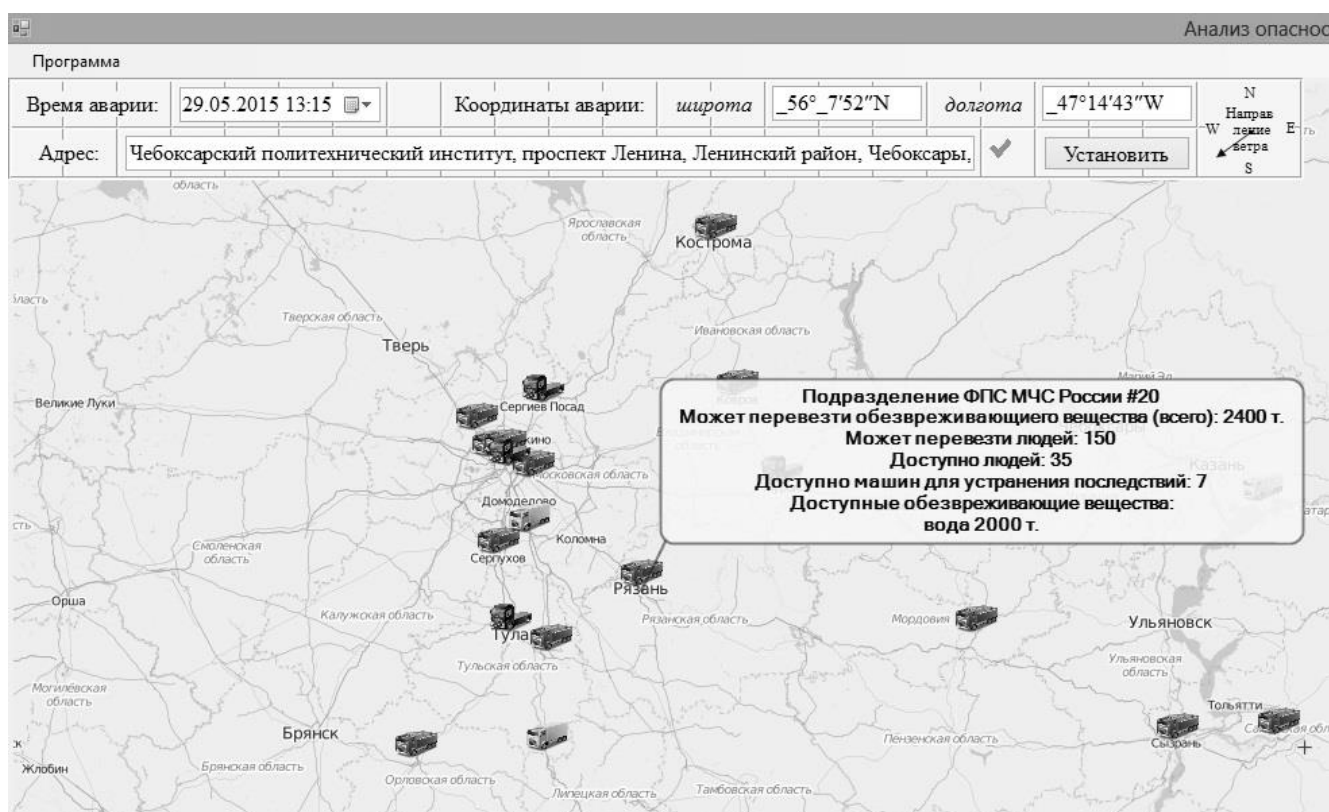 Анализ опаснос
Программа
Время аварии: 29.05.2015 13:15 Координаты аварии: широта _56°_7'52"N долгота _47°14'43"W
N
Направ
W ление E
ветра
S
Адрес: Чебоксарский политехнический институт, проспект Ленина, Ленинский район, Чебоксары, Установить
область
Ярославская
область
Кострома
Тверская область
Ивановская область
Тверь
Марий Эл
Великие Луки
Сергиев Посад
кино
Московская область
Домодедово
Коломна
Серпухов
Смоленская
область
Подразделение ФПС МЧС России #20
Может перевезти обезвреживающиего вещества (всего): 2400 т.
Может перевезти людей: 150
Доступно людей: 35
Доступно машин для устранения последствий: 7
Доступные обезвреживающие вещества:
вода 2000 т.
Казань
Рязань
Орша
Калужская область
Тула
Рязанская область
Мордовия
Ульяновск
Тульская область
Ульяновская
область
Могилёвская
область
Тольятти
Брянск
Сызрань
Пензенская область
Жлобин
Брянская область
Орловская область
Липецкая область
Тамбовская область